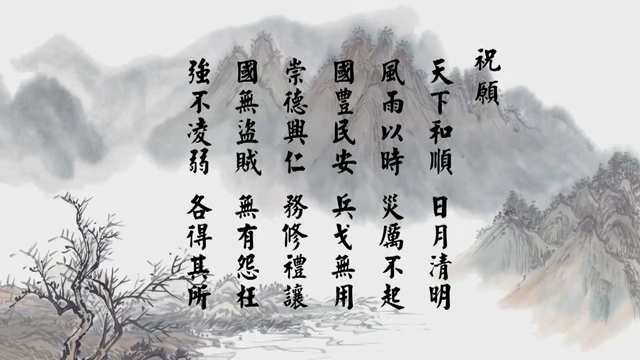 祝願
天下和順 日月清明
風雨以時 災厲不起
國豐民安 兵戈無用
崇德興仁 務修禮讓
國無盜賊 無有怨枉
強不凌弱 各得其所